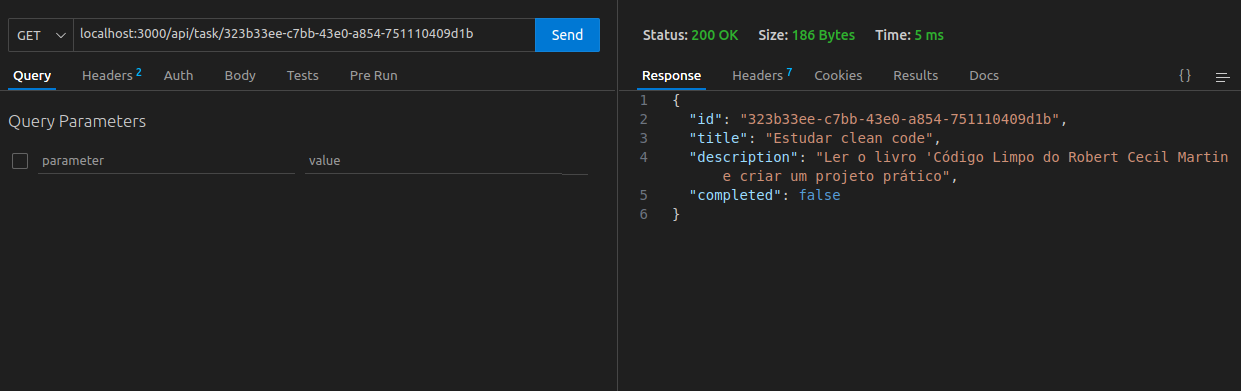 GET localhost:3000/api/task/323b33ee-c7bb-43e0-a854-751110409d1b Send
Query Headers 2 Auth Body Tests Pre Run
Query Parameters
parameter value
Status: 200 OK Size: 186 Bytes Time: 5 ms
Response Headers 7 Cookies Results Docs {}
1 {
2 "id": "323b33ee-c7bb-43e0-a854-751110409d1b",
3 "title": "Estudar clean code",
4 "description": "Ler o livro 'Código Limpo do Robert Cecil Martin
e criar um projeto prático",
5 "completed": false
6 }